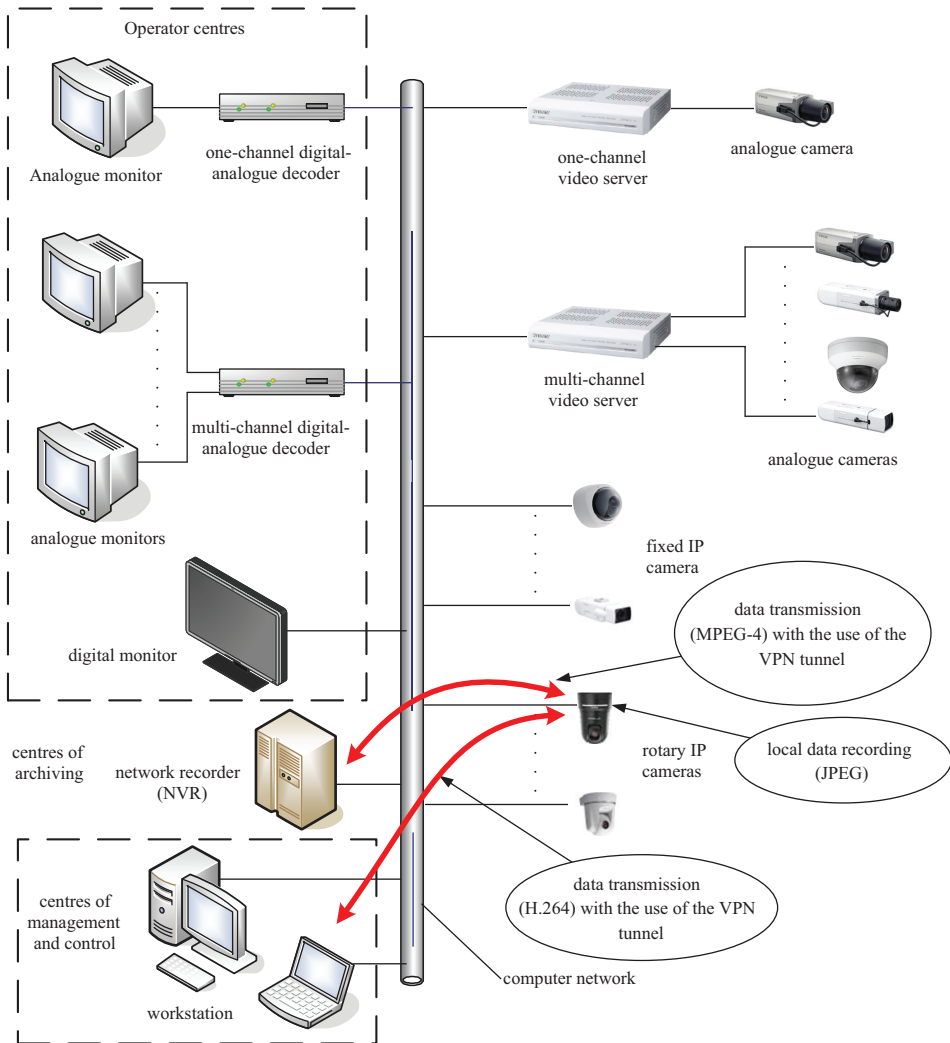 Operator centres
Analogue monitor
one-channel digital-
analogue decoder
one-channel
video server
analogue camera
multi-channel digital-
analogue decoder
multi-channel
video server
analogue cameras
analogue monitors
fixed IP
camera
data transmission
(MPEG-4) with the use of the
VPN tunnel
digital monitor
centres of
archiving
network recorder
(NVR)
rotary IP
cameras
local data recording
(JPEG)
centres of
management
and control
data transmission
(H.264) with the use of the VPN
tunnel
computer network
workstation